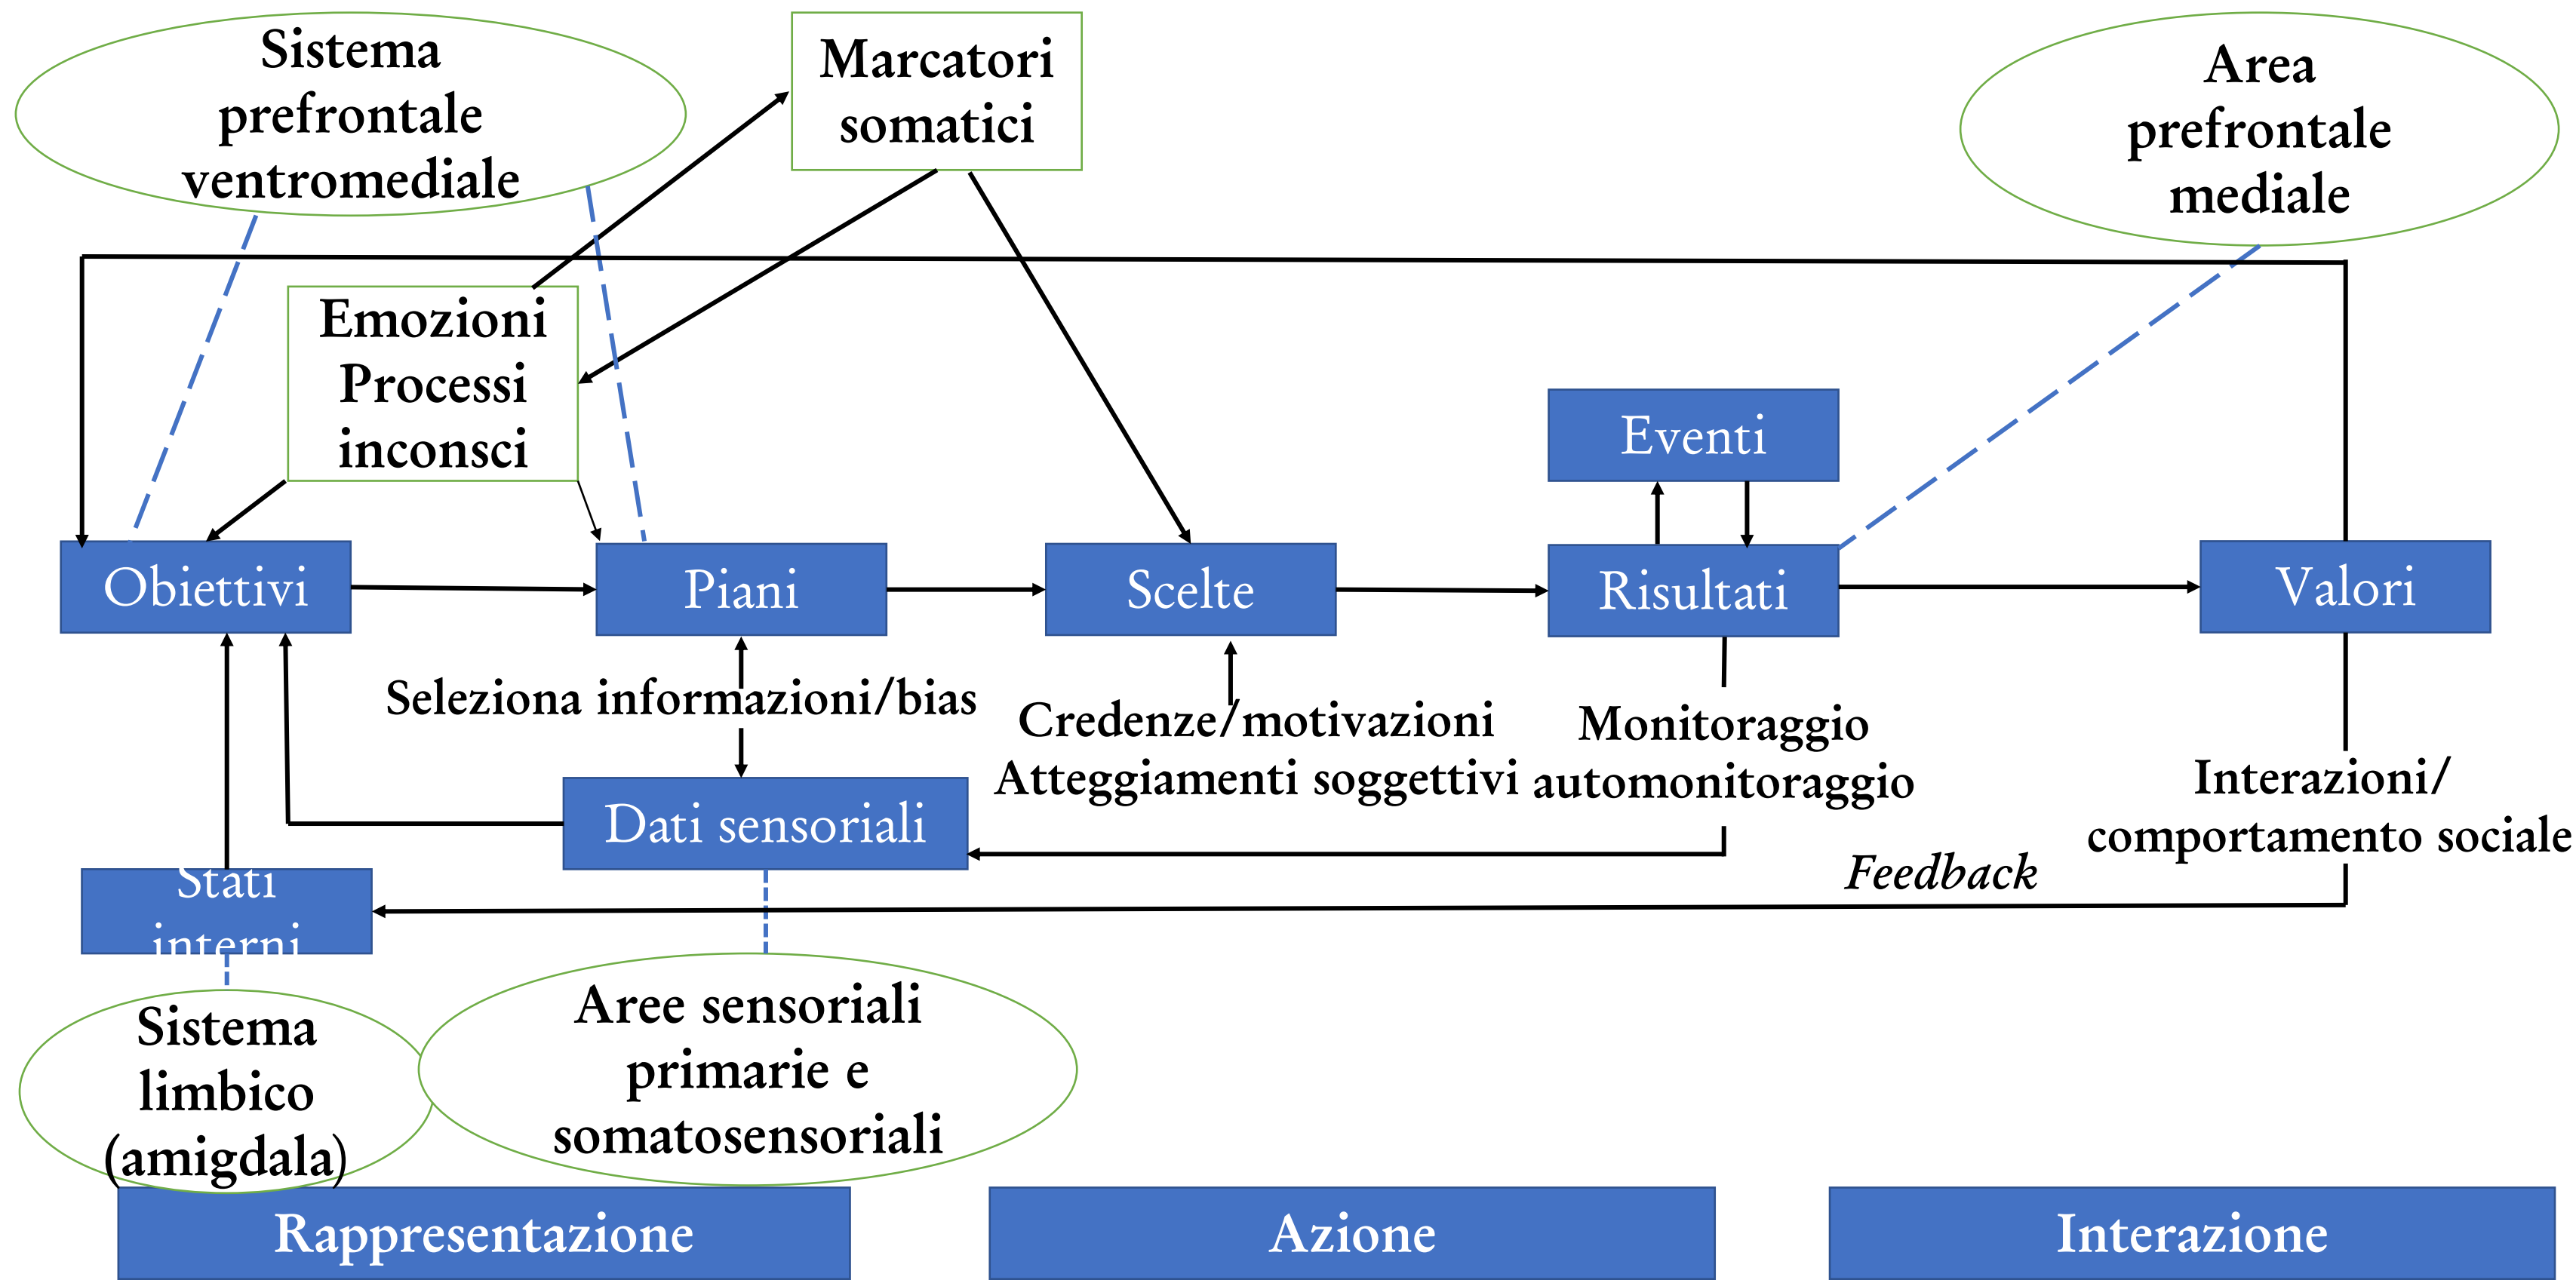 Sistema
prefrontale
ventromediale
Marcatori
somatici
Area
prefrontale
mediale
Emozioni
Processi
inconsci
Eventi
Obiettivi
Piani
Scelte
Risultati
Valori
Seleziona informazioni/bias
Credenze/motivazioni
Atteggiamenti soggettivi
Monitoraggio
automonitoraggio
Interazioni/
comportamento sociale
Dati sensoriali
Feedback
Stati
interni
Sistema
limbico
(amigdala)
Aree sensoriali
primarie e
somatosensoriali
Rappresentazione
Azione
Interazione